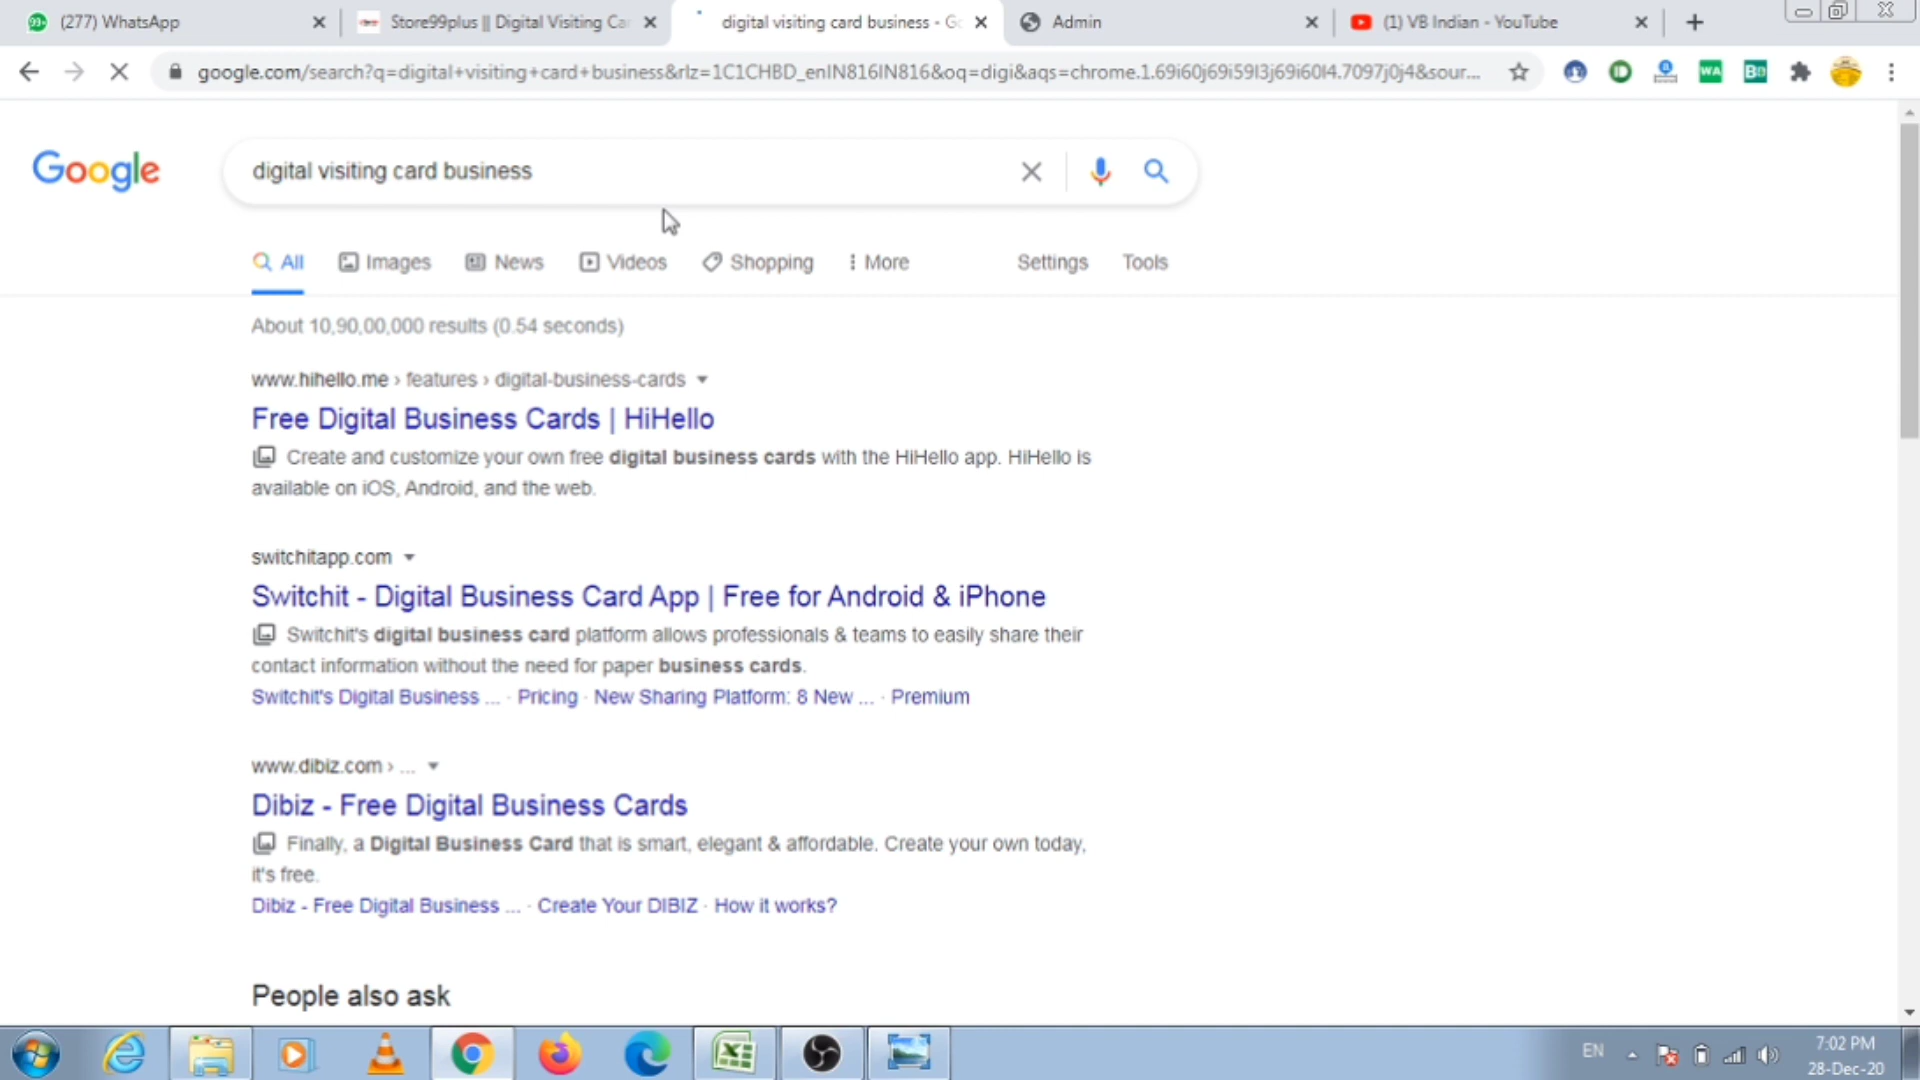 (277) WhatsApp
Store99plus || Digital Visiting Ca
digital visiting card business - Go
Admin
(1) VB Indian - YouTube
google.com/search?q=digital+visiting+card+business&rlz=1C1CHBD_enIN816IN816&oq=digi&aqs=chrome.1.69i60j69i59l3j69i60l4.7097j0j4&sour...
Google
digital visiting card business
All
Images
News
Videos
Shopping
More
Settings
Tools
About 10,90,00,000 results (0.54 seconds)
www.hihello.me › features › digital-business-cards
Free Digital Business Cards | HiHello
Create and customize your own free digital business cards with the HiHello app. HiHello is
available on iOS, Android, and the web.
switchitapp.com
Switchit - Digital Business Card App | Free for Android & iPhone
Switchit's digital business card platform allows professionals & teams to easily share their
contact information without the need for paper business cards.
Switchit's Digital Business ... · Pricing · New Sharing Platform: 8 New ... · Premium
www.dibiz.com › ...
Dibiz - Free Digital Business Cards
Finally, a Digital Business Card that is smart, elegant & affordable. Create your own today,
it's free.
Dibiz - Free Digital Business ... · Create Your DIBIZ · How it works?
People also ask
EN
7:02 PM
28-Dec-20